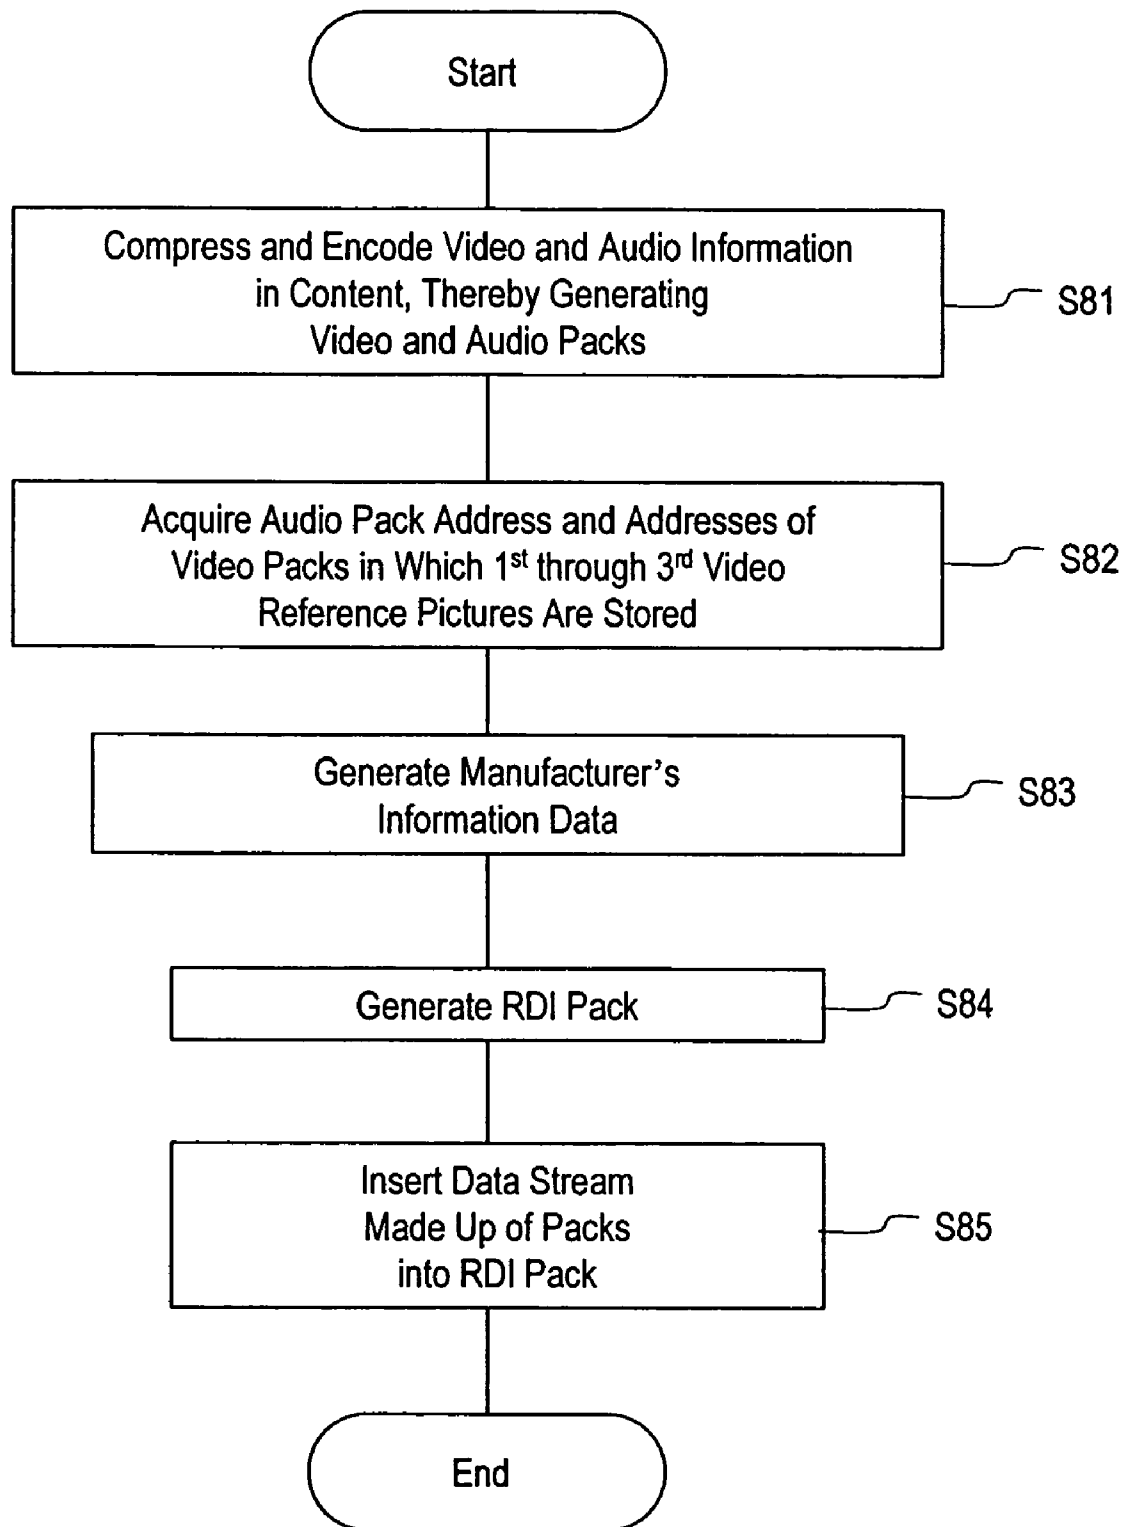 Start
Compress and Encode Video and Audio Information
in Content, Thereby Generating
Video and Audio Packs
S81
Acquire Audio Pack Address and Addresses of
Video Packs in Which 1st through 3rd Video
Reference Pictures Are Stored
S82
Generate Manufacturer's
Information Data
S83
Generate RDI Pack
S84
Insert Data Stream
Made Up of Packs
into RDI Pack
S85
End